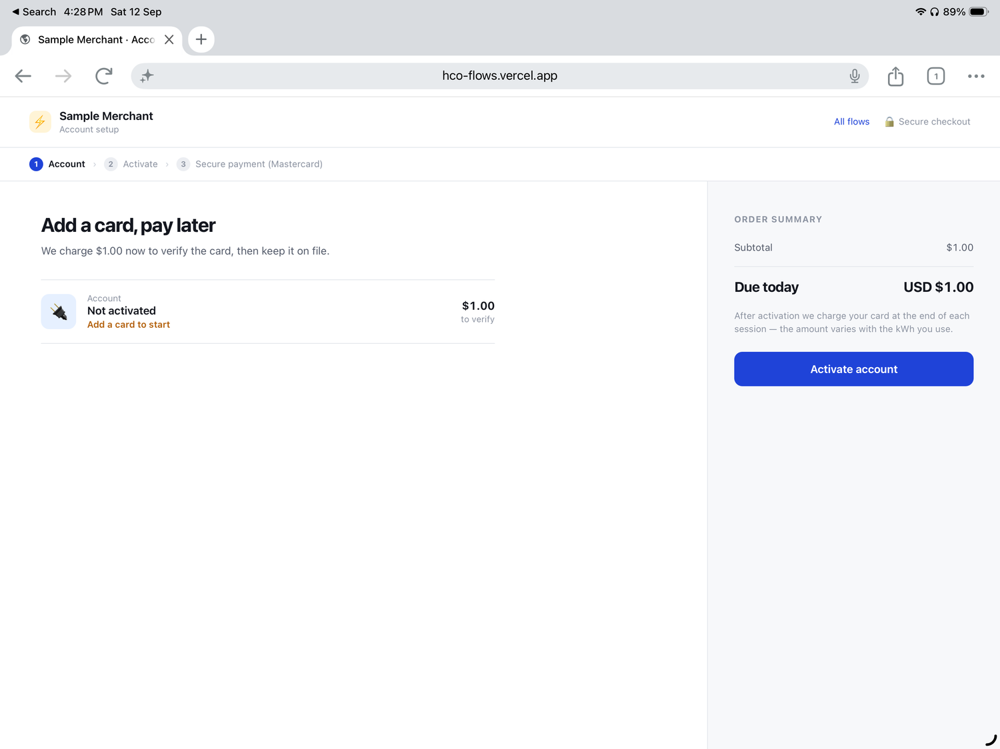 Search 4:28 PM Sat 12 Sep 89%
Sample Merchant · Acco
hco-flows.vercel.app
1
Sample Merchant
Account setup
All flows
Secure checkout
1 Account › 2 Activate › 3 Secure payment (Mastercard)
Add a card, pay later
We charge $1.00 now to verify the card, then keep it on file.
Account
Not activated
Add a card to start
$1.00
to verify
ORDER SUMMARY
Subtotal $1.00
Due today USD $1.00
After activation we charge your card at the end of each
session — the amount varies with the kWh you use.
Activate account